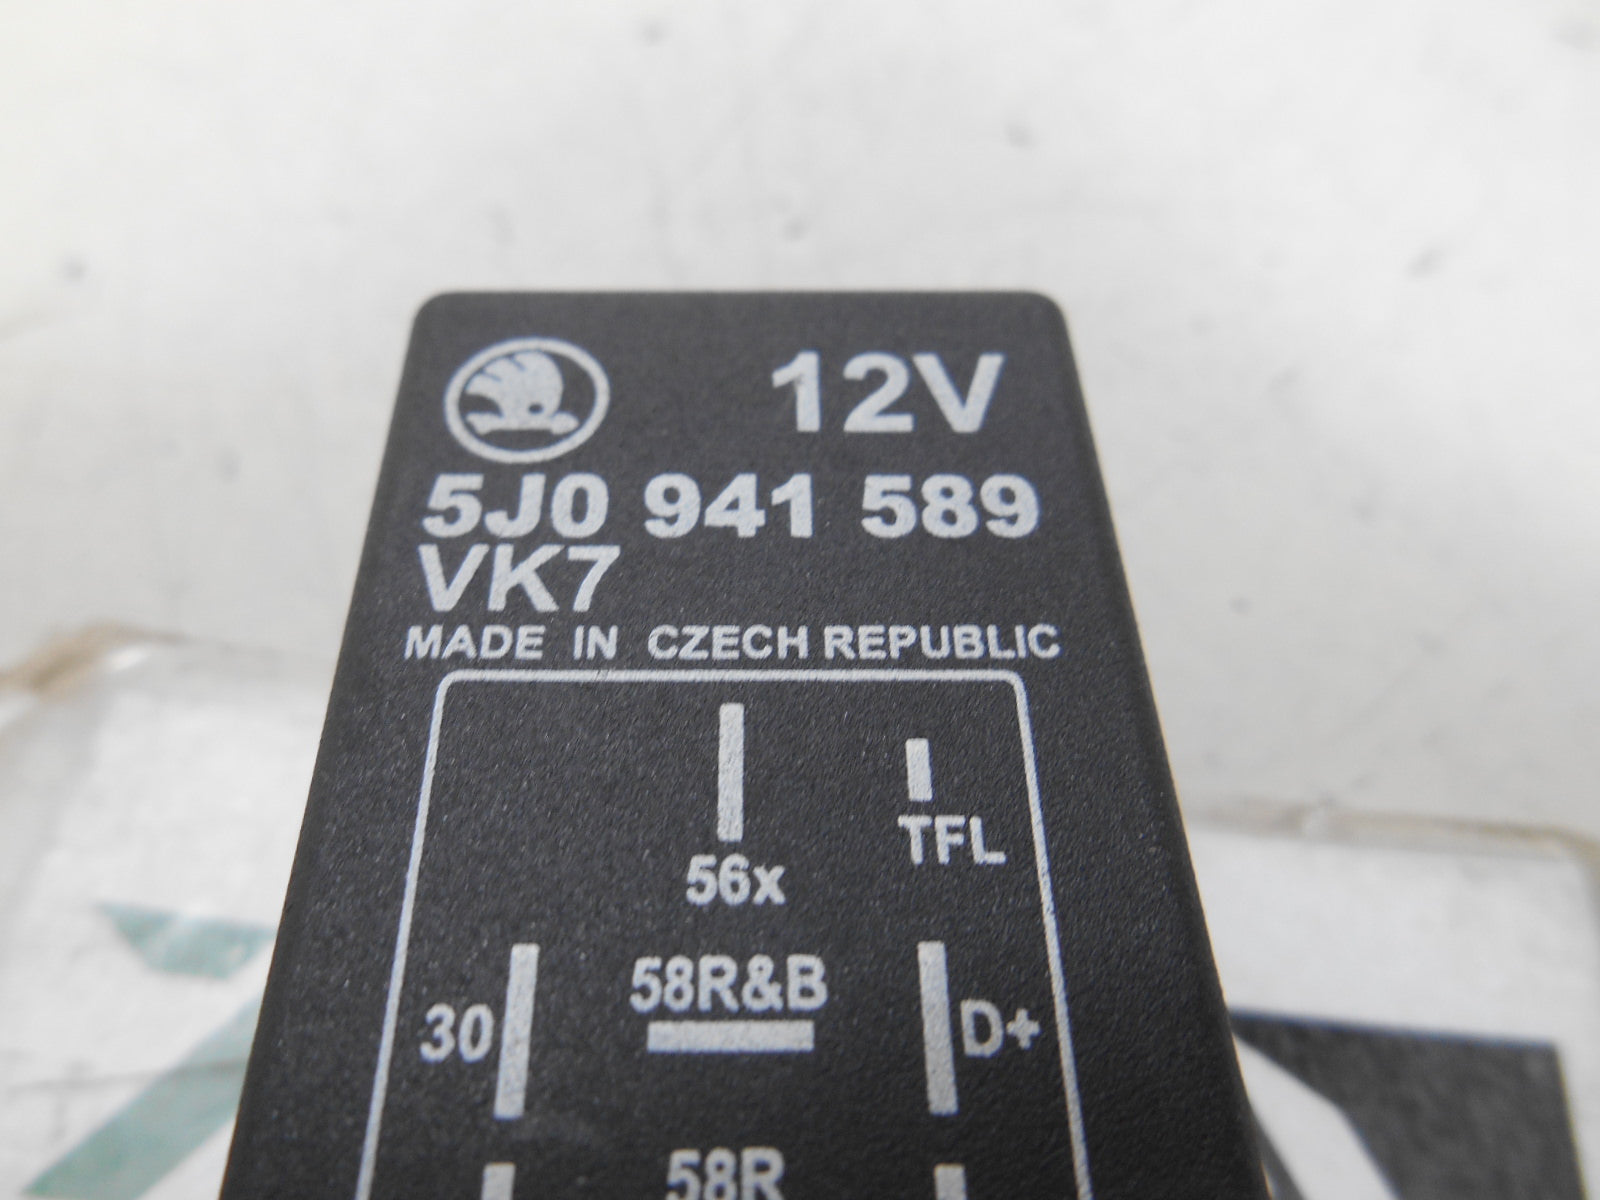 12V
5J0 941 589
VK7
MADE IN CZECH REPUBLIC
TFL
56x
58R&B
30 D+
58R